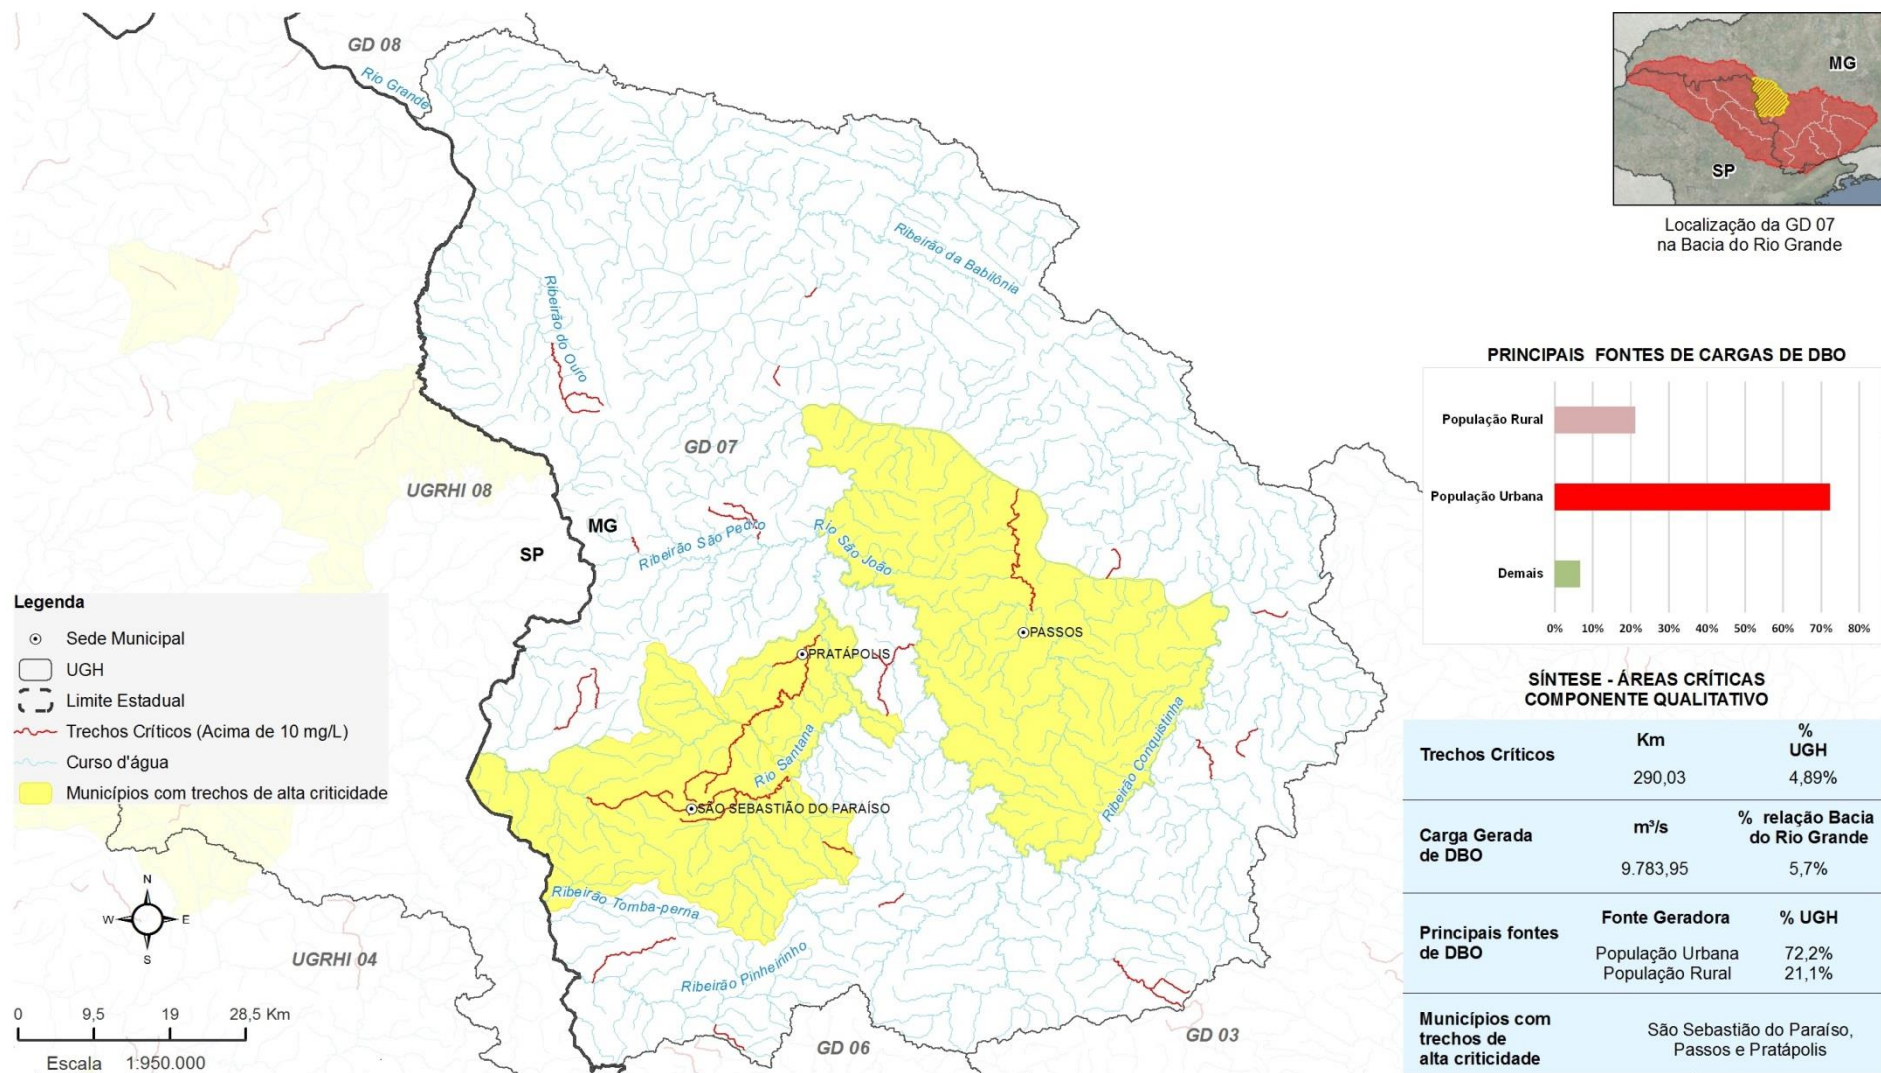 GD 08
Rio Grande
MG
SP
Localização da GD 07
na Bacia do Rio Grande
Ribeirão da Babilônia
Ribeirão do Ouro
GD 07
UGRHI 08
MG
SP
Ribeirão São Pedro
Rio São João
PASSOS
PRATÁPOLIS
Rio Santana
SÃO SEBASTIÃO DO PARAÍSO
Ribeirão Conquistinha
Ribeirão Tomba-perna
Ribeirão Pinheirinho
UGRHI 04
GD 06
GD 03
Legenda
Sede Municipal
UGH
Limite Estadual
Trechos Críticos (Acima de 10 mg/L)
Curso d'água
Municípios com trechos de alta criticidade
N
W E
S
0 9,5 19 28,5 Km
Escala 1:950.000
PRINCIPAIS FONTES DE CARGAS DE DBO
População Rural
População Urbana
Demais
0% 10% 20% 30% 40% 50% 60% 70% 80%
SÍNTESE - ÁREAS CRÍTICAS
COMPONENTE QUALITATIVO
Trechos Críticos
Km
%
UGH
290,03 4,89%
Carga Gerada
de DBO
m³/s
% relação Bacia
do Rio Grande
9.783,95 5,7%
Principais fontes
de DBO
Fonte Geradora % UGH
População Urbana 72,2%
População Rural 21,1%
Municípios com
trechos de
alta criticidade
São Sebastião do Paraíso,
Passos e Pratápolis